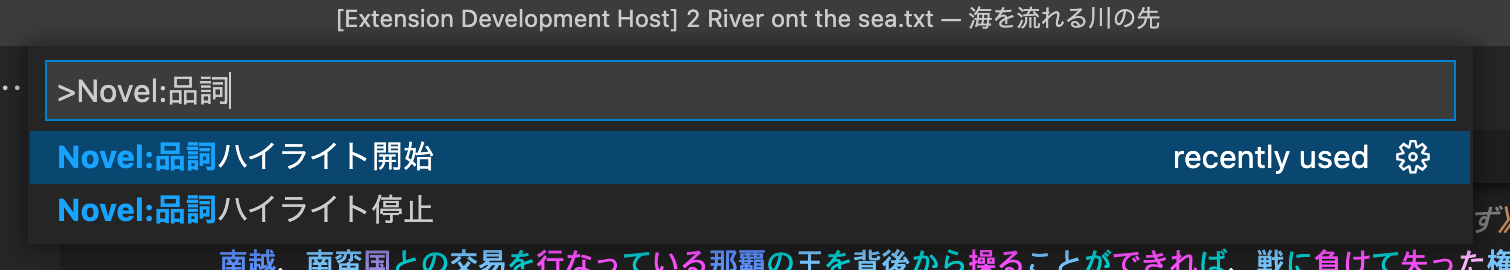 [Extension Development Host] 2 River ont the sea.txt — 海を流れる川の先
>Novel:品詞
Novel:品詞ハイライト開始 recently used
Novel:品詞ハイライト停止
ず》
南越、南蛮国との交易を行なっている那覇の王を背後から操ることができれば、戦に負けて失った